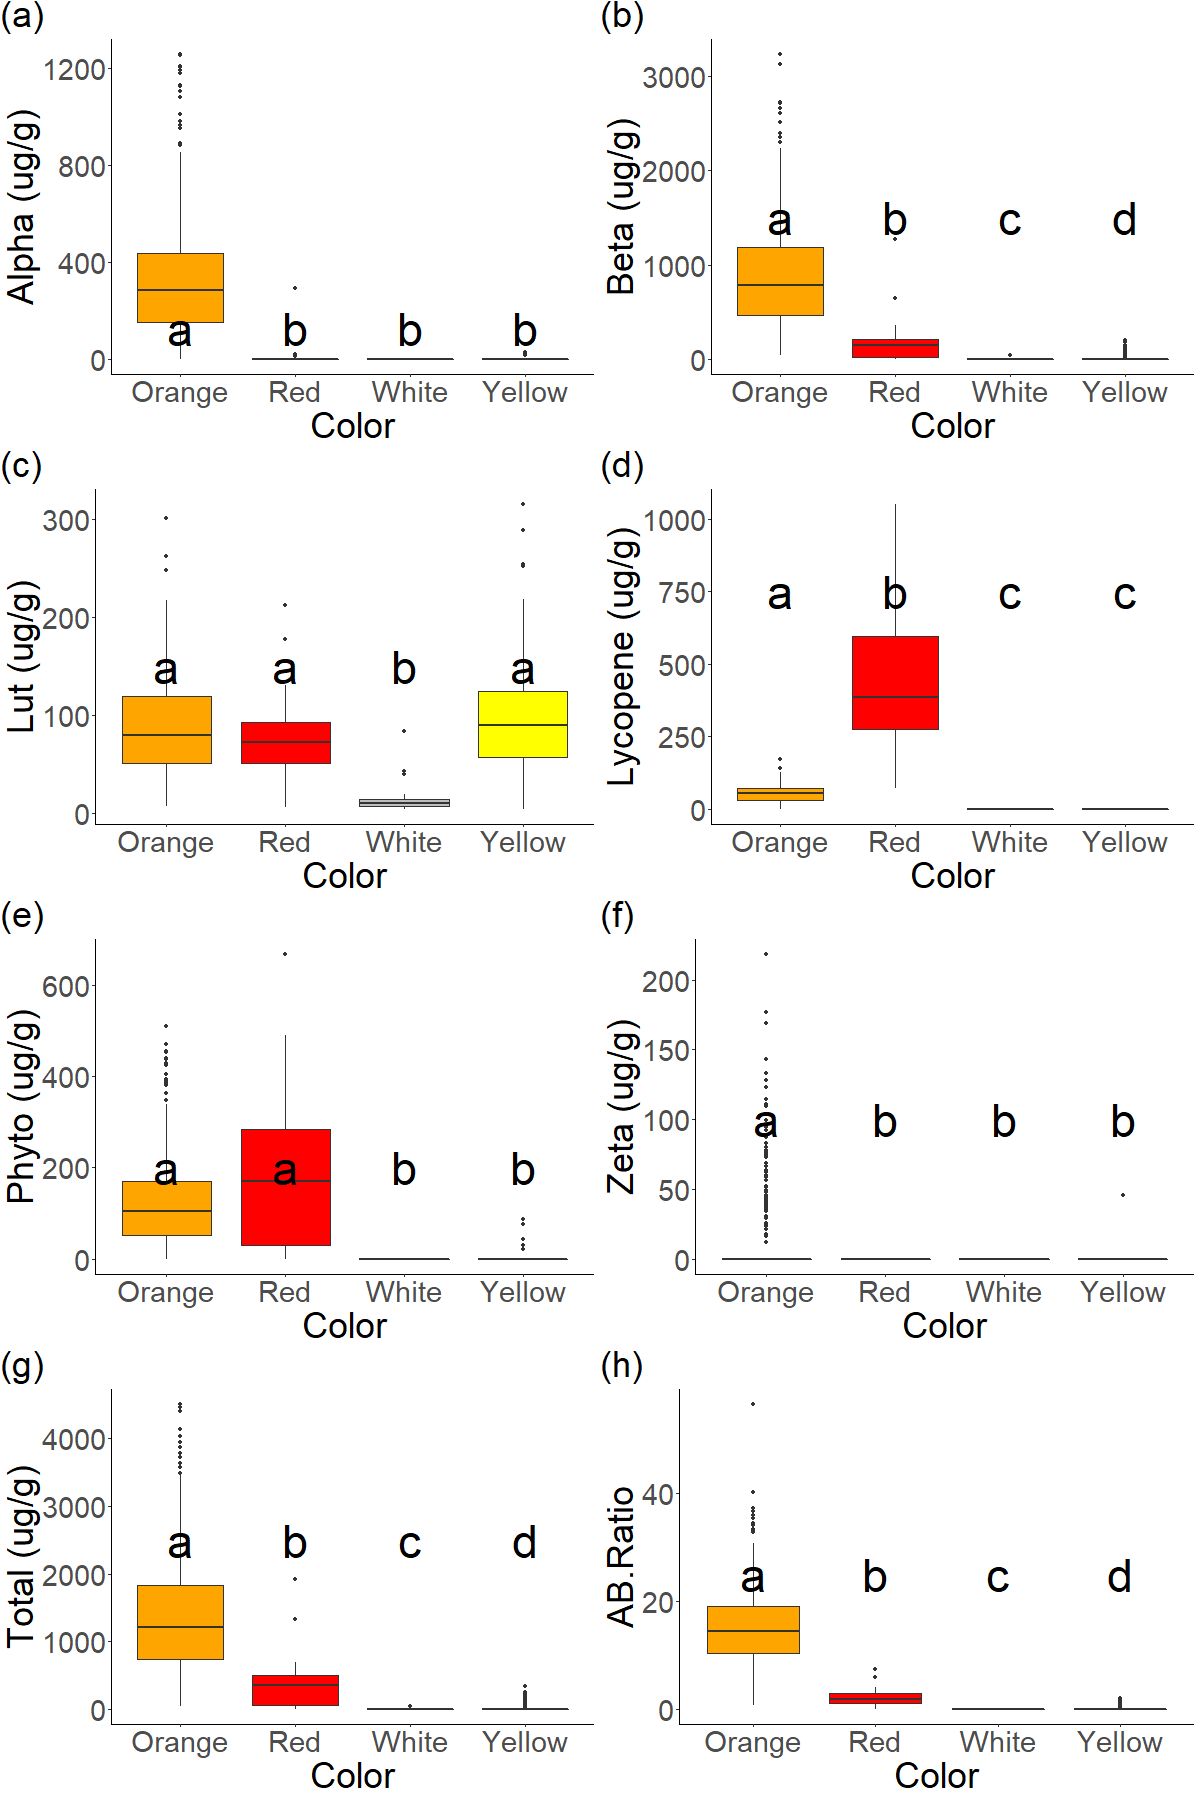 (a)
Alpha (ug/g)
1200
800
400
0
a b b b
Orange Red White Yellow
Color
(b)
Beta (ug/g)
3000
2000
1000
0
a b c d
Orange Red White Yellow
Color
(c)
Lut (ug/g)
300
200
100
0
a a b a
Orange Red White Yellow
Color
(d)
Lycopene (ug/g)
1000
750
500
250
0
a b c c
Orange Red White Yellow
Color
(e)
Phyto (ug/g)
600
400
200
0
a a b b
Orange Red White Yellow
Color
(f)
Zeta (ug/g)
200
150
100
50
0
a b b b
Orange Red White Yellow
Color
(g)
Total (ug/g)
4000
3000
2000
1000
0
a b c d
Orange Red White Yellow
Color
(h)
AB.Ratio
40
20
0
a b c d
Orange Red White Yellow
Color